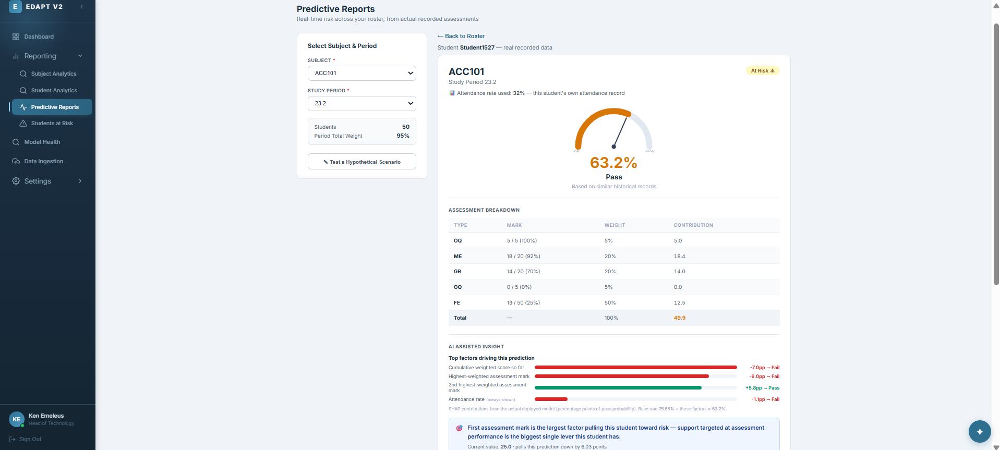 E EDAPT V2
Dashboard
Reporting
Subject Analytics
Student Analytics
Predictive Reports
Students at Risk
Model Health
Data Ingestion
Settings
KE Ken Emeleus
Head of Technology
Sign Out
Predictive Reports
Real-time risk across your roster, from actual recorded assessments
Select Subject & Period
SUBJECT *
ACC101
STUDY PERIOD *
23.2
Students 50
Period Total Weight 95%
Test a Hypothetical Scenario
← Back to Roster
Student Student1527 — real recorded data
ACC101 At Risk ⚠
Study Period 23.2
Attendance rate used: 32% — this student's own attendance record
0% 100%
63.2%
Pass
Based on similar historical records
ASSESSMENT BREAKDOWN
TYPE MARK WEIGHT CONTRIBUTION
OQ 5 / 5 (100%) 5% 5.0
ME 18 / 20 (92%) 20% 18.4
GR 14 / 20 (70%) 20% 14.0
OQ 0 / 5 (0%) 5% 0.0
FE 13 / 50 (25%) 50% 12.5
Total — 100% 49.9
AI ASSISTED INSIGHT
Top factors driving this prediction
Cumulative weighted score so far -7.0pp → Fail
Highest-weighted assessment mark -6.0pp → Fail
2nd highest-weighted assessment
mark +5.8pp → Pass
Attendance rate (always shown) -1.1pp → Fail
SHAP contributions from the actual deployed model (percentage points of pass probability). Base rate 75.65% + these factors = 63.2%.
First assessment mark is the largest factor pulling this student toward risk — support targeted at assessment
performance is the biggest single lever this student has.
Current value: 25.0 · pulls this prediction down by 6.03 points